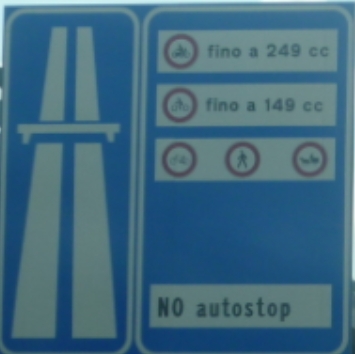 fino a 249 cc
fino a 149 cc
NO autostop